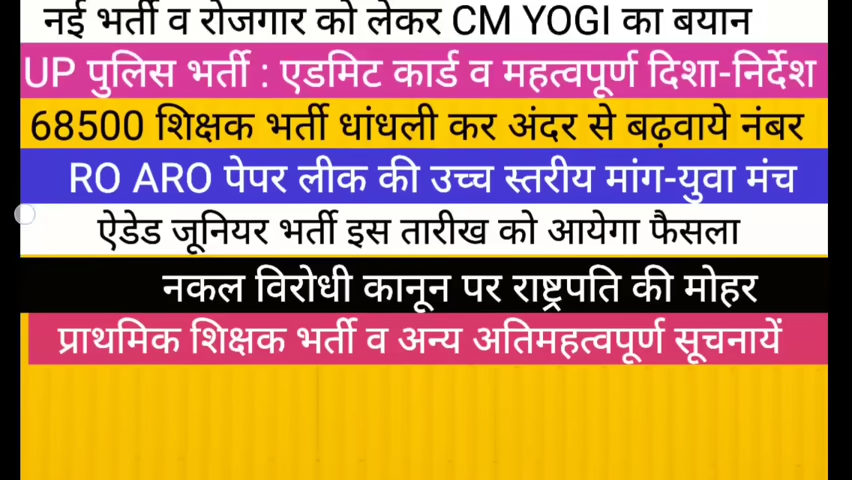 नई भर्ती व रोजगार को लेकर CM YOGI का बयान
UP पुलिस भर्ती : एडमिट कार्ड व महत्वपूर्ण दिशा-निर्देश
68500 शिक्षक भर्ती धांधली कर अंदर से बढ़वाये नंबर
RO ARO पेपर लीक की उच्च स्तरीय मांग-युवा मंच
ऐडेड जूनियर भर्ती इस तारीख को आयेगा फैसला
नकल विरोधी कानून पर राष्ट्रपति की मोहर
प्राथमिक शिक्षक भर्ती व अन्य अतिमहत्वपूर्ण सूचनायें